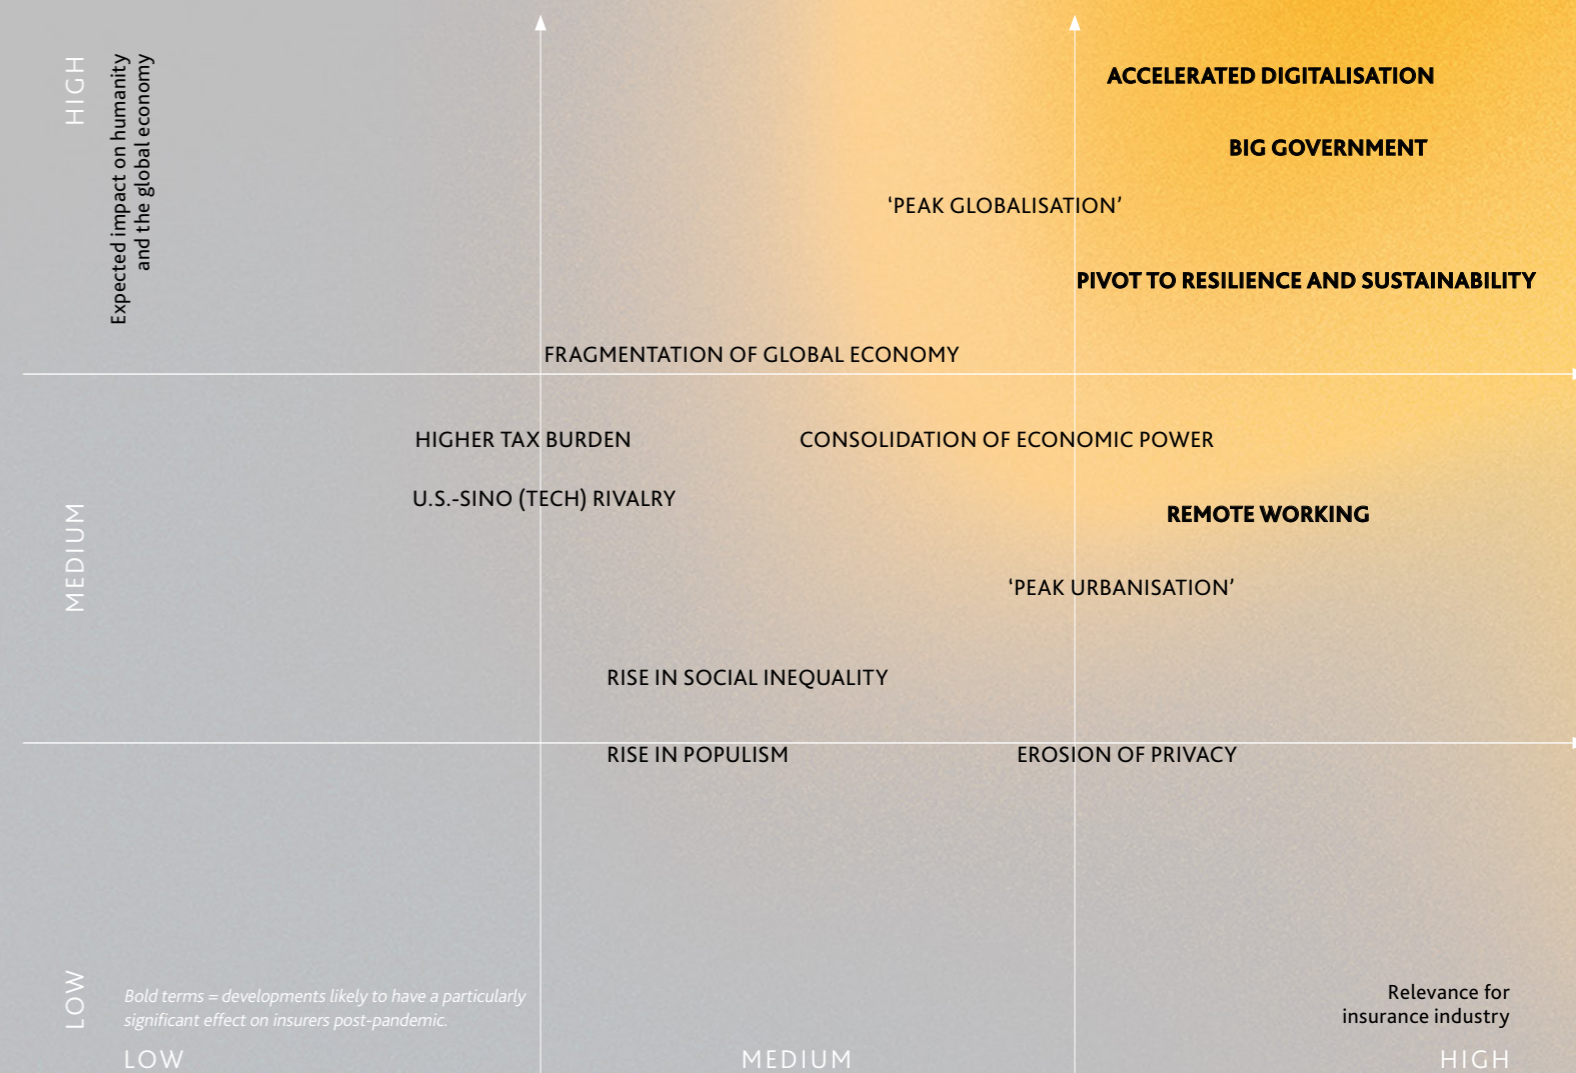 HIGH
Expected impact on humanity
and the global economy
ACCELERATED DIGITALISATION
BIG GOVERNMENT
‘PEAK GLOBALISATION’
PIVOT TO RESILIENCE AND SUSTAINABILITY
FRAGMENTATION OF GLOBAL ECONOMY
HIGHER TAX BURDEN
CONSOLIDATION OF ECONOMIC POWER
U.S.-SINO (TECH) RIVALRY
MEDIUM
REMOTE WORKING
‘PEAK URBANISATION’
RISE IN SOCIAL INEQUALITY
RISE IN POPULISM
EROSION OF PRIVACY
LOW
Bold terms = developments likely to have a particularly
significant effect on insurers post-pandemic.
Relevance for
insurance industry
LOW
MEDIUM
HIGH